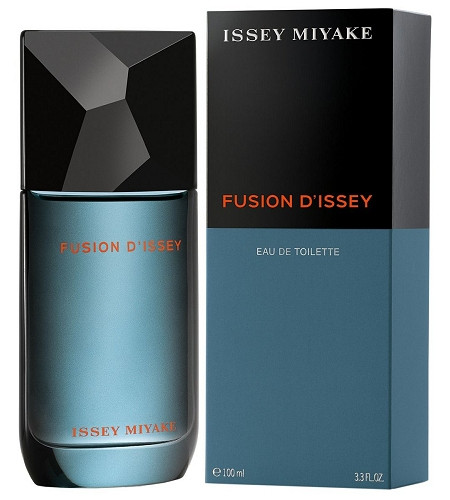 FUSION D'ISSEY
ISSEY MIYAKE
ISSEY MIYAKE
FUSION D'ISSEY
EAU DE TOILETTE
℮ 100 ml
3.3 FL.OZ.